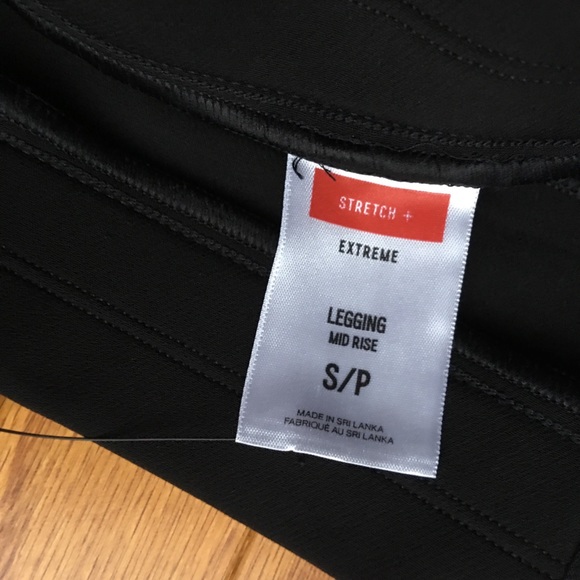 STRETCH +
EXTREME
LEGGING
MID RISE
S/P
MADE IN SRI LANKA
FABRIQUÉ AU SRI LANKA